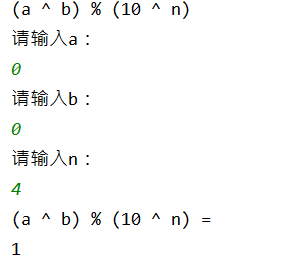 (a ^ b) % (10 ^ n)
请输入a：
0
请输入b：
0
请输入n：
4
(a ^ b) % (10 ^ n) =
1